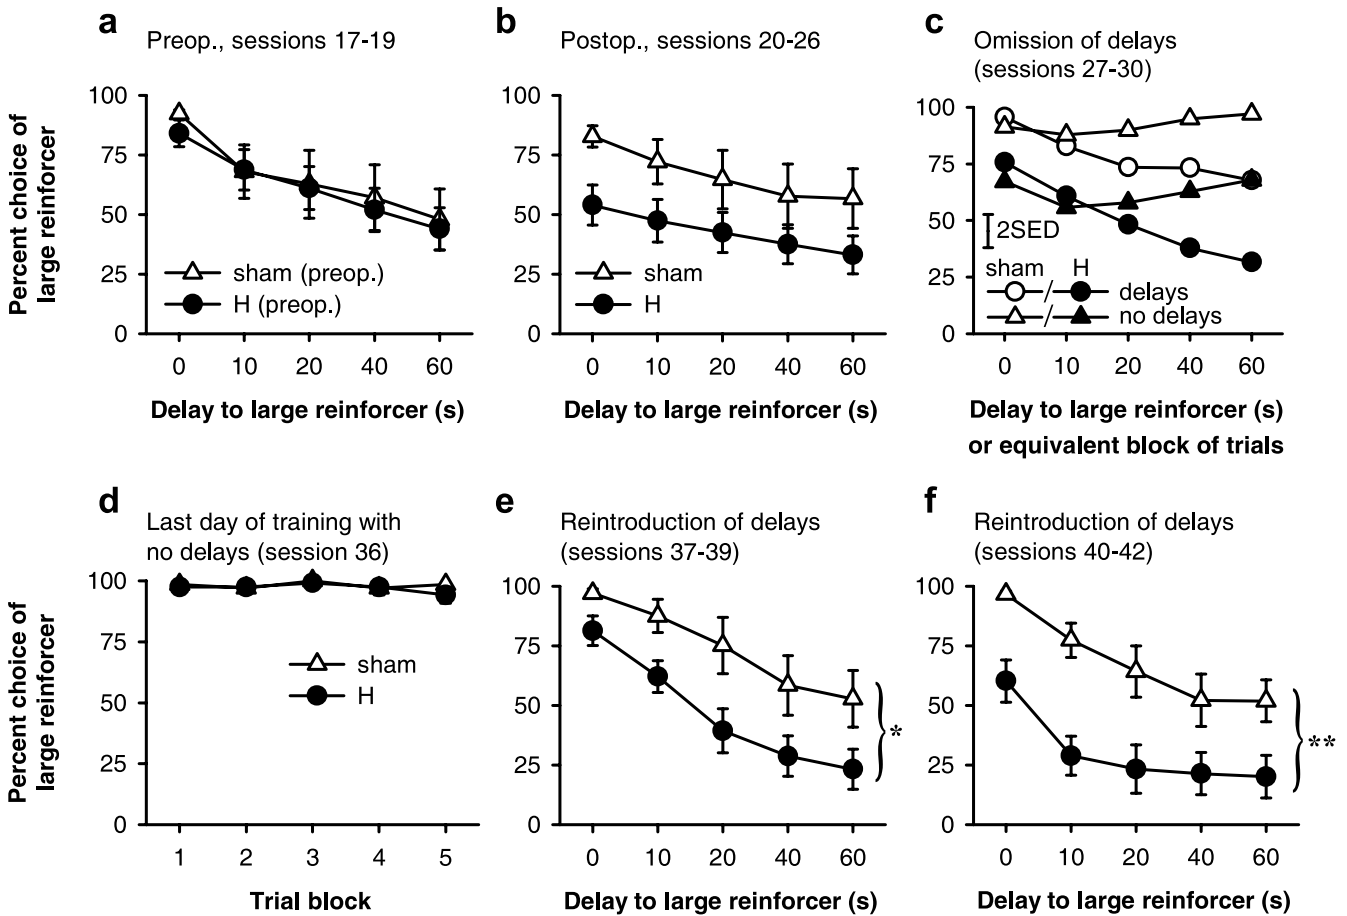 a
Preop., sessions 17-19
Percent choice of
large reinforcer
100
75
50
25
0
sham (preop.)
H (preop.)
0 10 20 40 60
Delay to large reinforcer (s)
b
Postop., sessions 20-26
100
75
50
25
0
sham
H
0 10 20 40 60
Delay to large reinforcer (s)
c
Omission of delays
(sessions 27-30)
100
75
50
25
0
2SED
sham H
/ delays
/ no delays
0 10 20 40 60
Delay to large reinforcer (s)
or equivalent block of trials
d
Last day of training with
no delays (session 36)
Percent choice of
large reinforcer
100
75
50
25
0
sham
H
1 2 3 4 5
Trial block
e
Reintroduction of delays
(sessions 37-39)
100
75
50
25
0
*
0 10 20 40 60
Delay to large reinforcer (s)
f
Reintroduction of delays
(sessions 40-42)
100
75
50
25
0
**
0 10 20 40 60
Delay to large reinforcer (s)